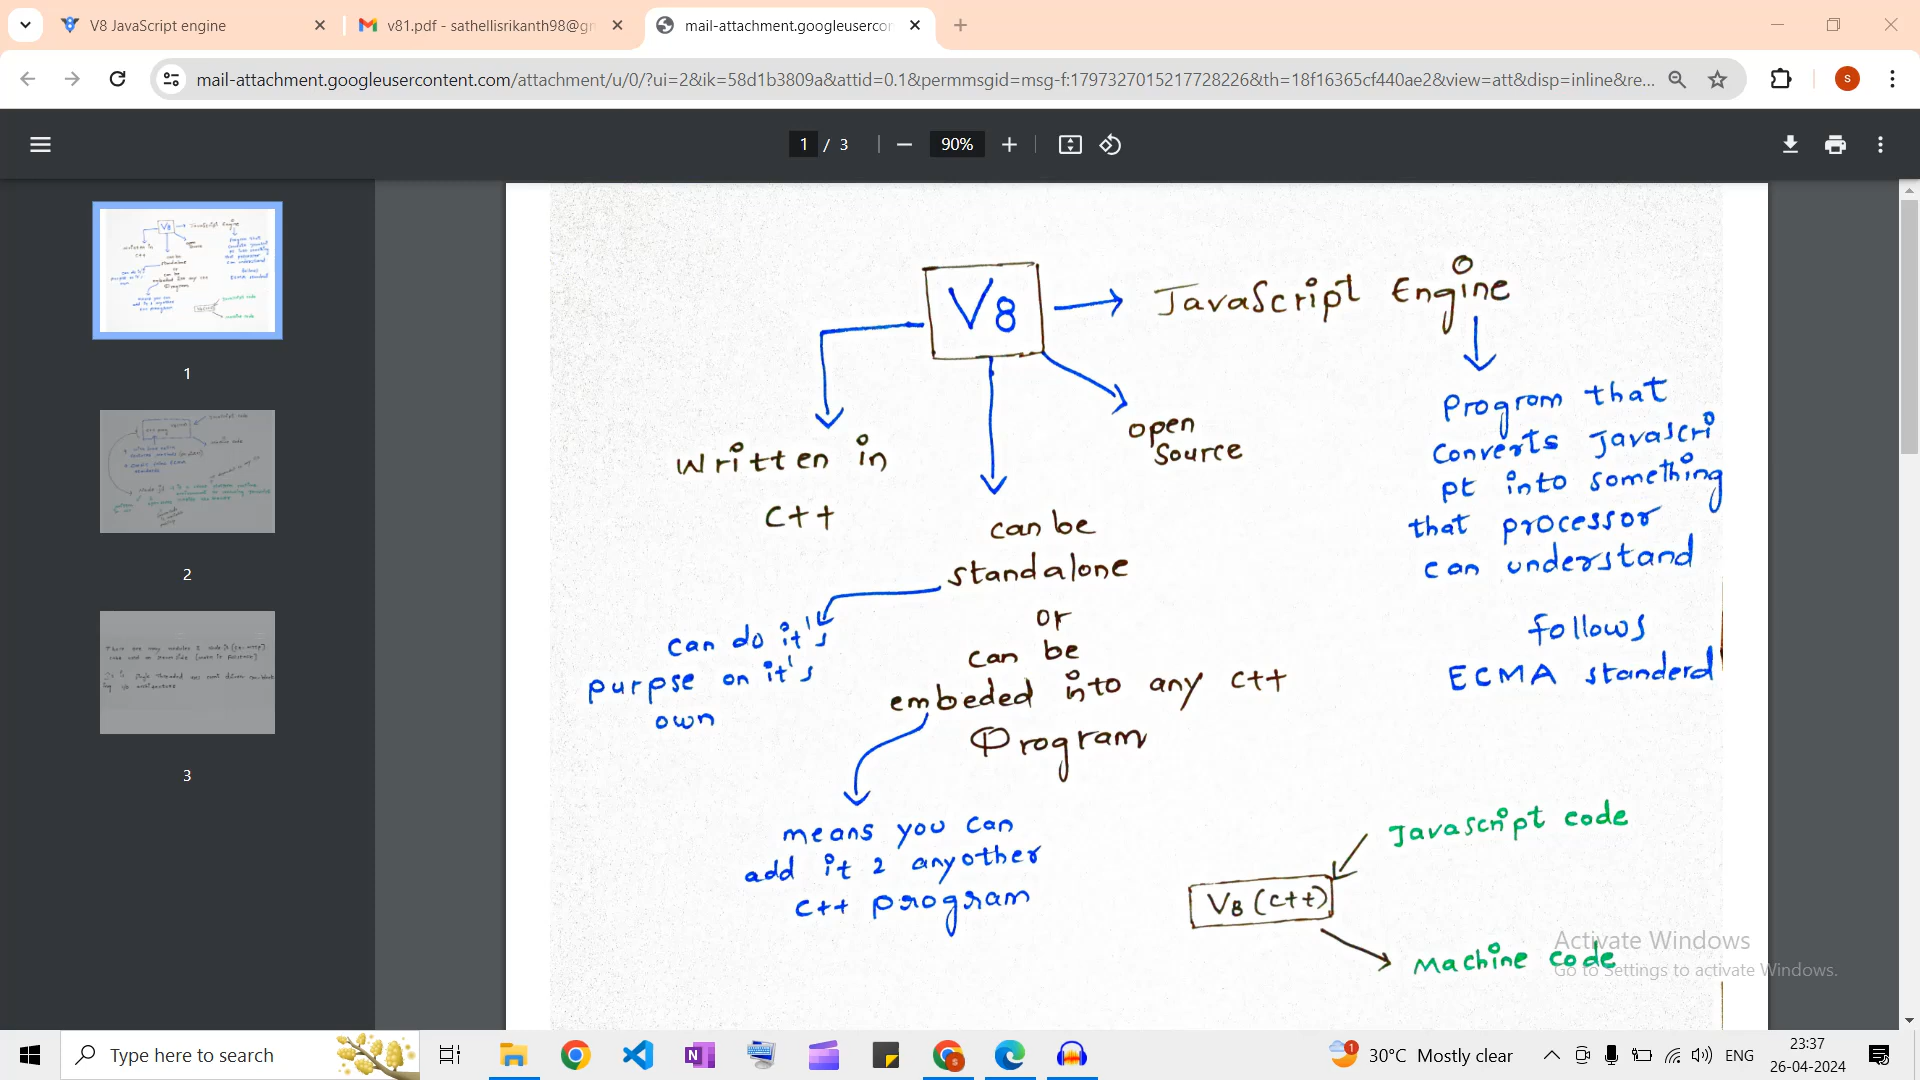 V8 JavaScript engine
v81.pdf - sathellisrikanth98@gm
mail-attachment.googleusercon
mail-attachment.googleusercontent.com/attachment/u/0/?ui=2&ik=58d1b3809a&attid=0.1&permmsgid=msg-f:1797327015217728226&th=18f16365cf440ae2&view=att&disp=inline&re...
S
1 / 3
90%
V8
JavaScript Engine
written in
C++
open
Source
Program that
converts Javascri
pt into something
that processor
can understand
follows
ECMA standerd
can be
standalone
or
can be
embeded into any c++
Program
can do it's
purpse on it's
own
means you can
add it 2 anyother
c++ program
Javascript code
V8 (c++)
Machine code
1
2
3
Activate Windows
Go to Settings to activate Windows.
Type here to search
1
30°C Mostly clear
ENG
23:37
26-04-2024